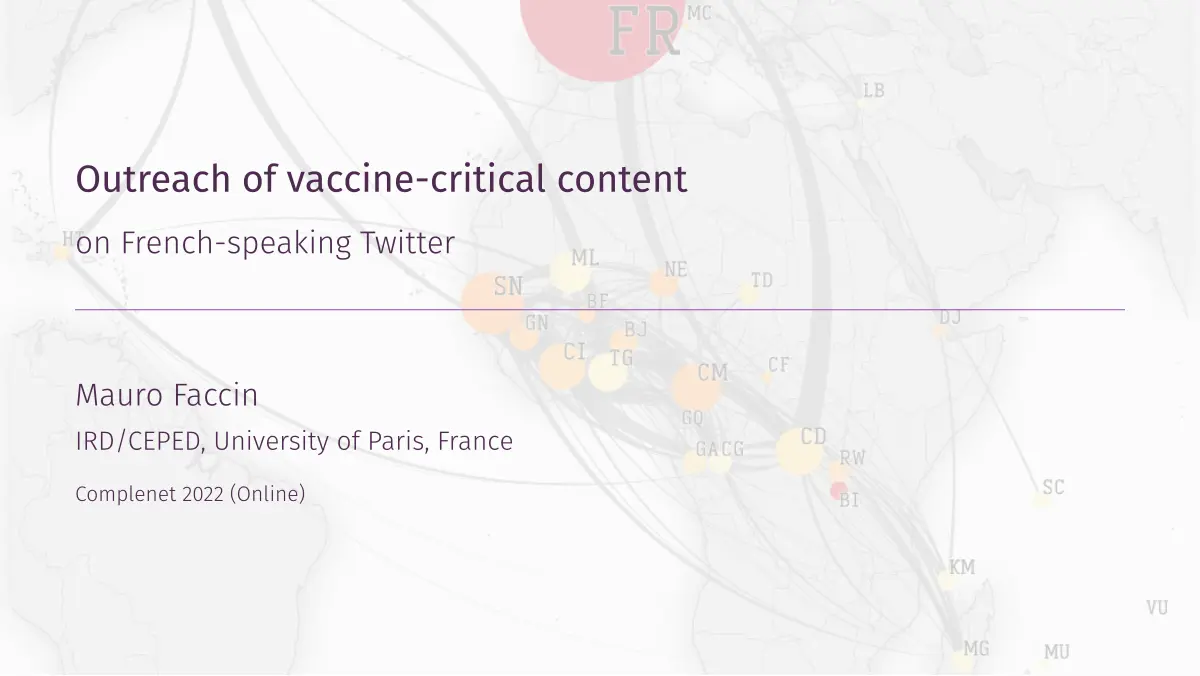 FR
MC
LB
Outreach of vaccine-critical content
HT
on French-speaking Twitter
ML
NE
TD
SN
BF
GN
BJ
DJ
CI
TG
CM
CF
Mauro Faccin
GQ
IRD/CEPED, University of Paris, France
CD
GA
CG
RW
Complenet 2022 (Online)
BI
SC
KM
VU
MG
MU